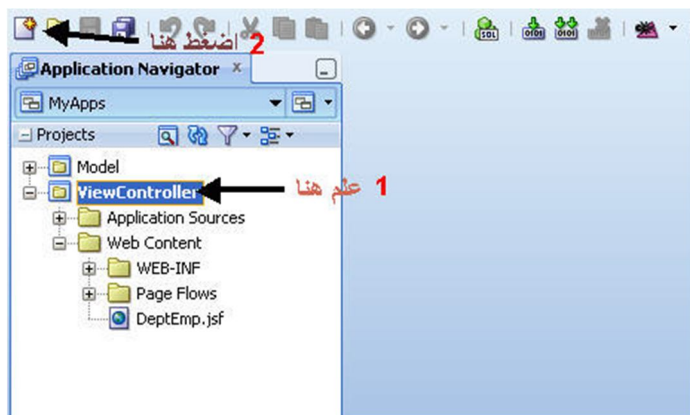 2 اضغط هنا
Application Navigator
MyApps
Projects
Model
ViewController
1 علم هنا
Application Sources
Web Content
WEB-INF
Page Flows
DeptEmp.jsf